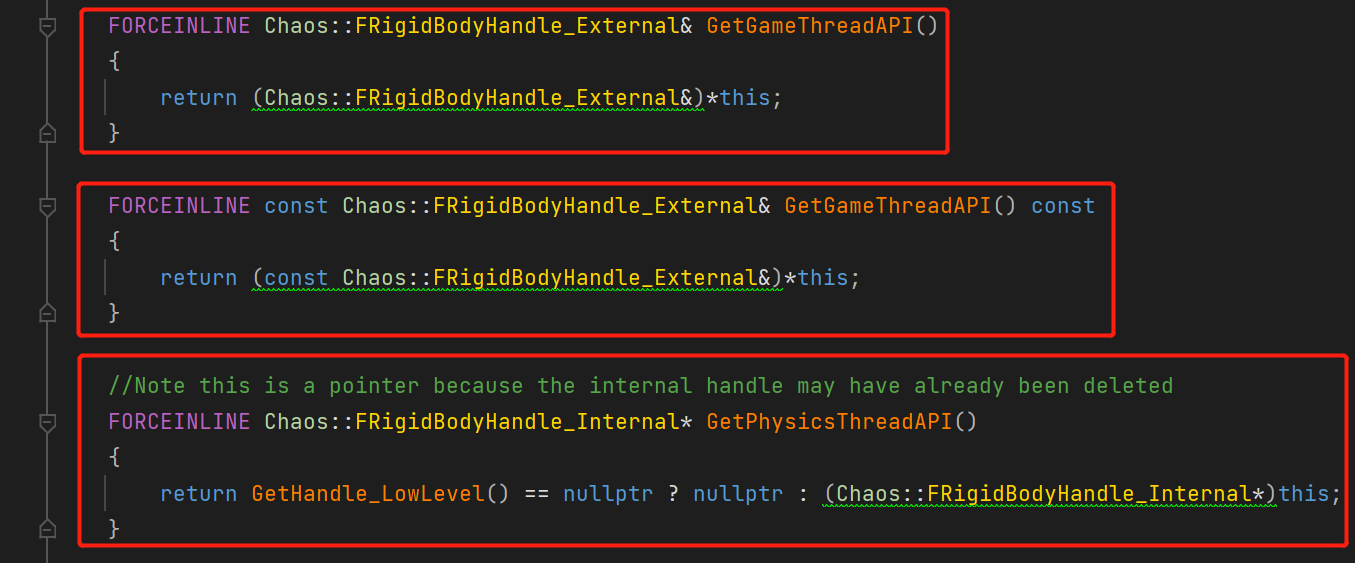 FORCEINLINE Chaos::FRigidBodyHandle_External& GetGameThreadAPI()
{
return (Chaos::FRigidBodyHandle_External&)*this;
}
FORCEINLINE const Chaos::FRigidBodyHandle_External& GetGameThreadAPI() const
{
return (const Chaos::FRigidBodyHandle_External&)*this;
}
//Note this is a pointer because the internal handle may have already been deleted
FORCEINLINE Chaos::FRigidBodyHandle_Internal* GetPhysicsThreadAPI()
{
return GetHandle_LowLevel() == nullptr ? nullptr : (Chaos::FRigidBodyHandle_Internal*)this;
}